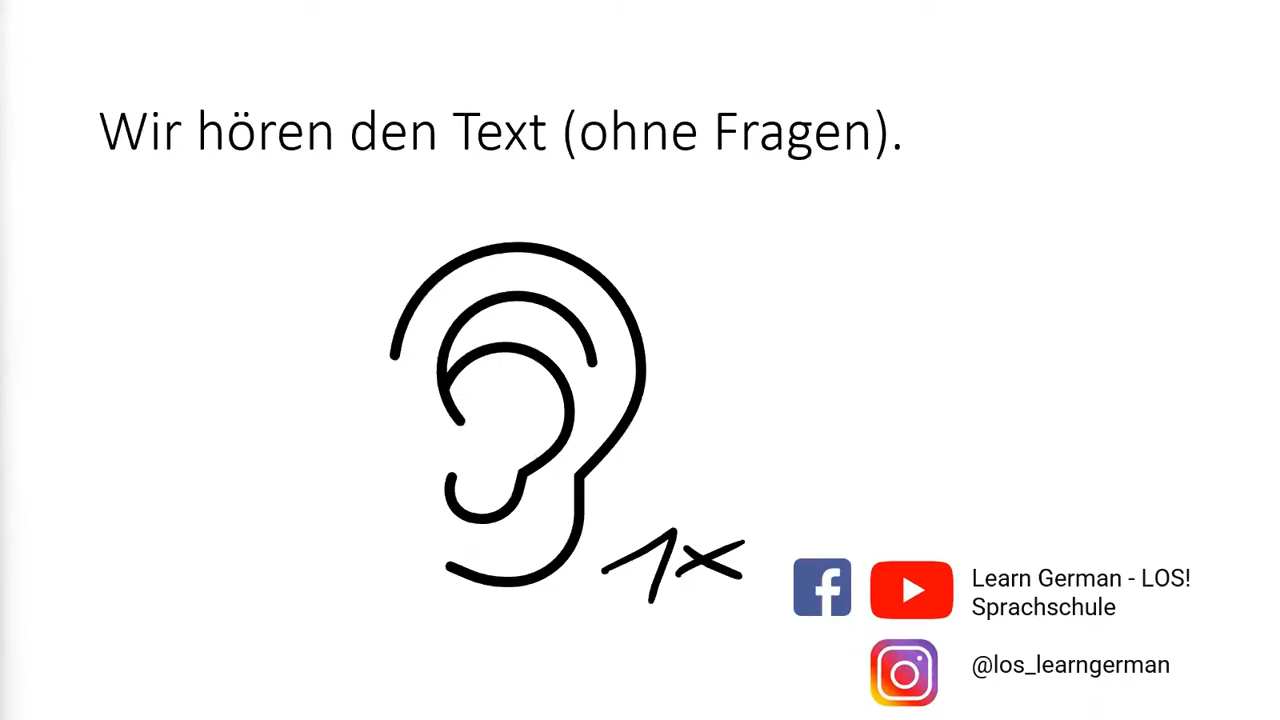 Wir hören den Text (ohne Fragen).
1x
Learn German - LOS!
Sprachschule
@los_learngerman